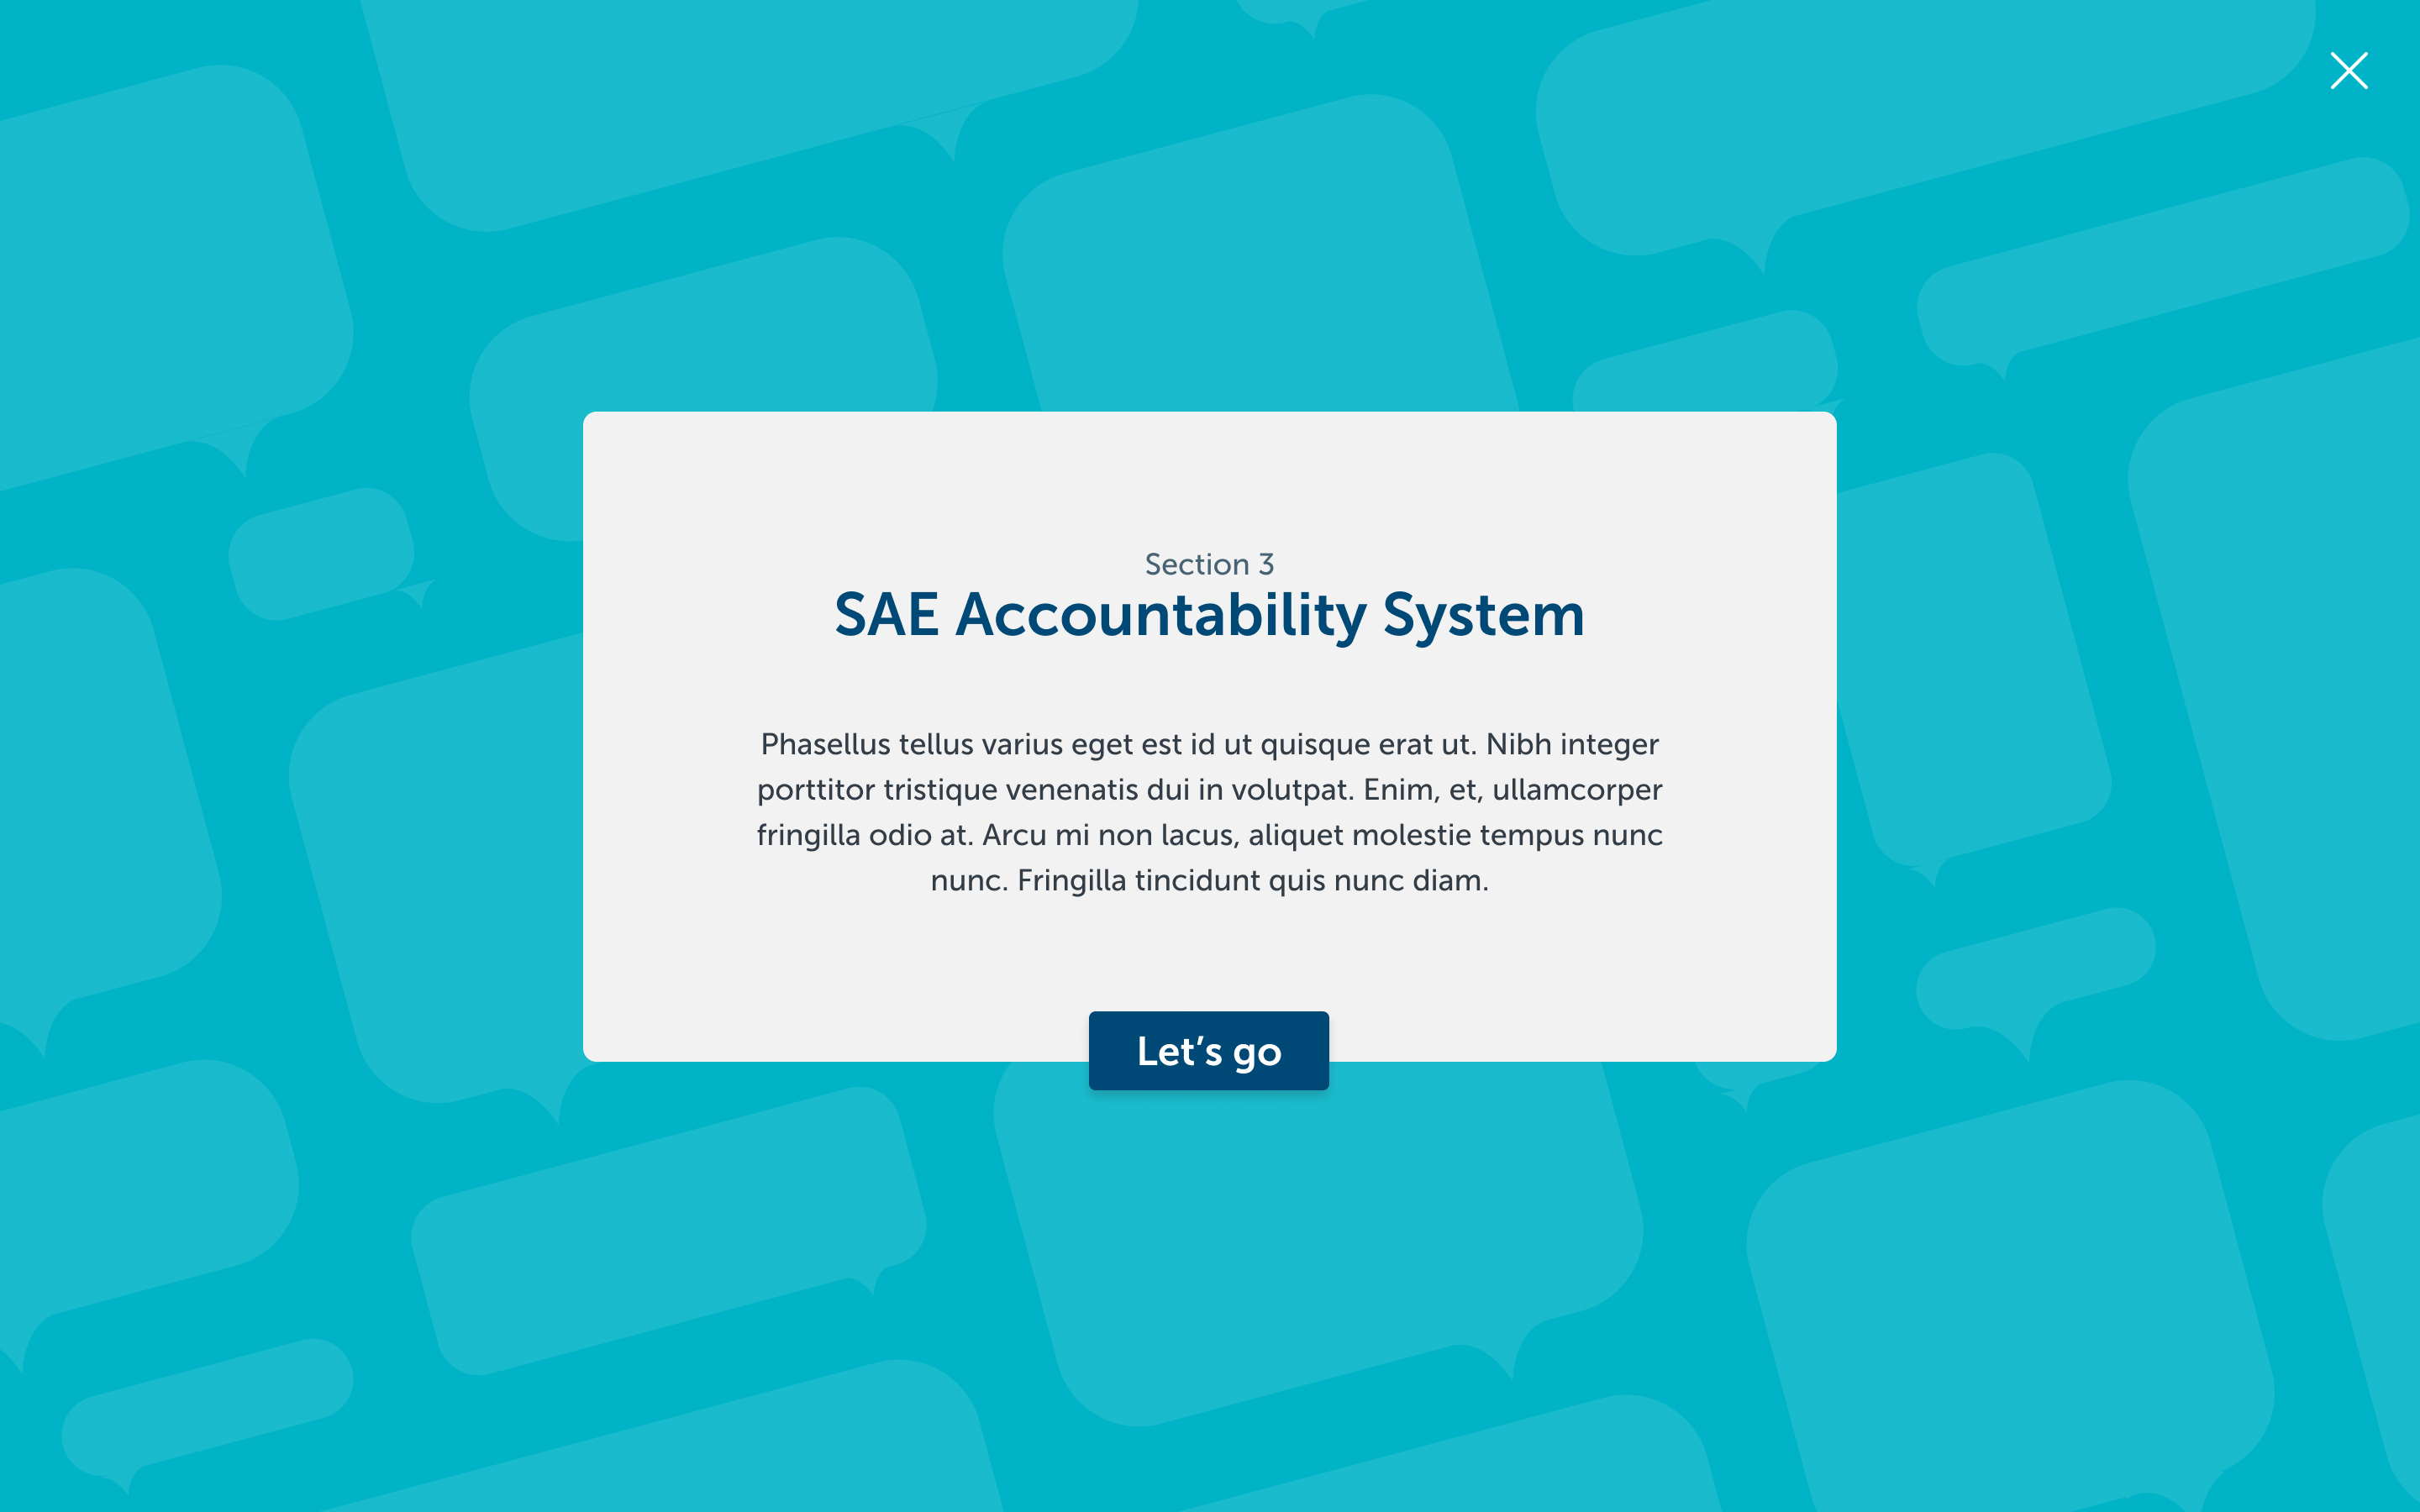 Section 3
SAE Accountability System
Phasellus tellus varius eget est id ut quisque erat ut. Nibh integer
porttitor tristique venenatis dui in volutpat. Enim, et, ullamcorper
fringilla odio at. Arcu mi non lacus, aliquet molestie tempus nunc
nunc. Fringilla tincidunt quis nunc diam.
Let’s go